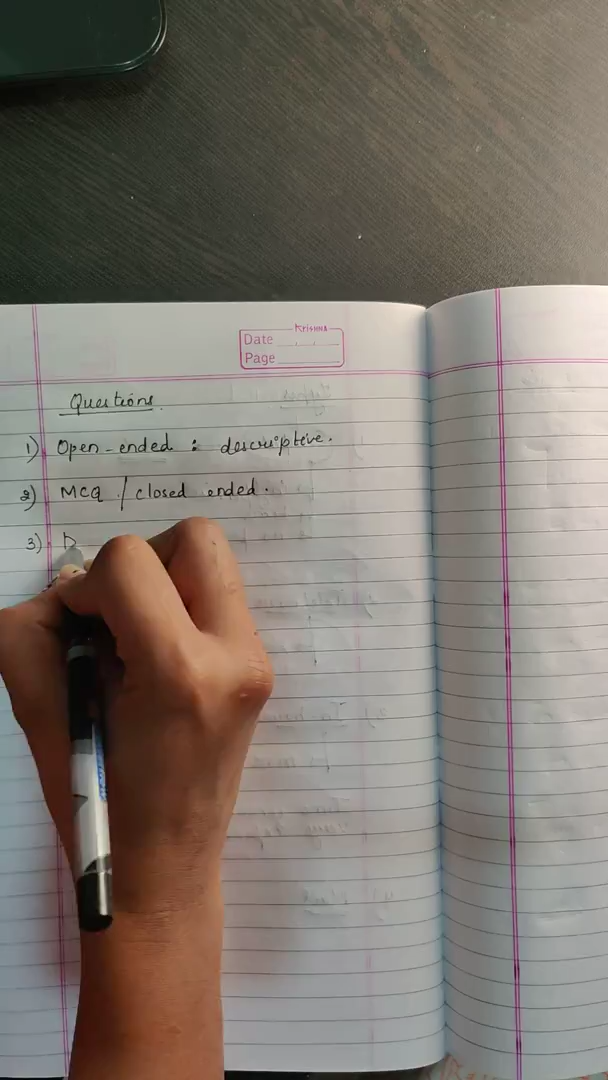 Krishna
Date
Page
Questions.
1) Open-ended : descriptive.
2) MCQ / closed ended.
3) D